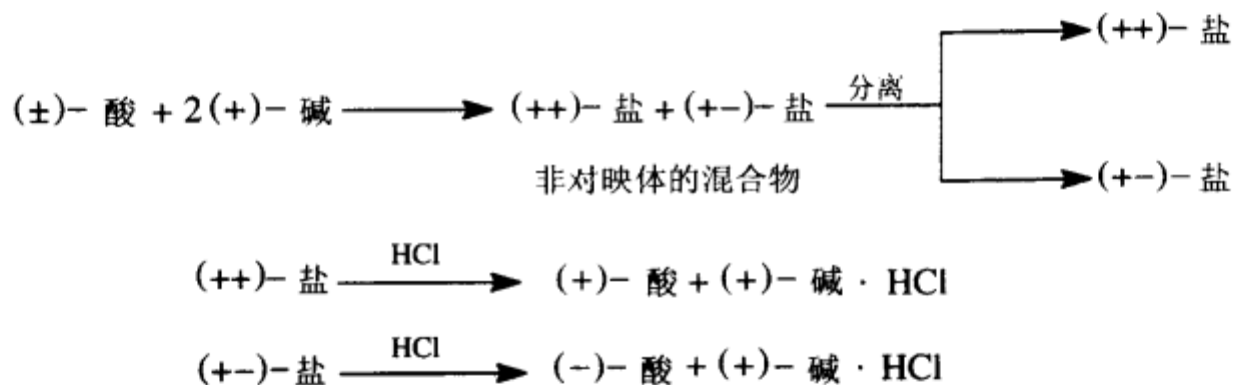 (++)- 盐
(±)- 酸 + 2(+)- 碱 (++)- 盐 + (+-)- 盐 分离
非对映体的混合物
(+-)- 盐
(++)- 盐 HCl (+)- 酸 + (+)- 碱 · HCl
(+-)-盐 HCl (-)- 酸 + (+)- 碱 · HCl